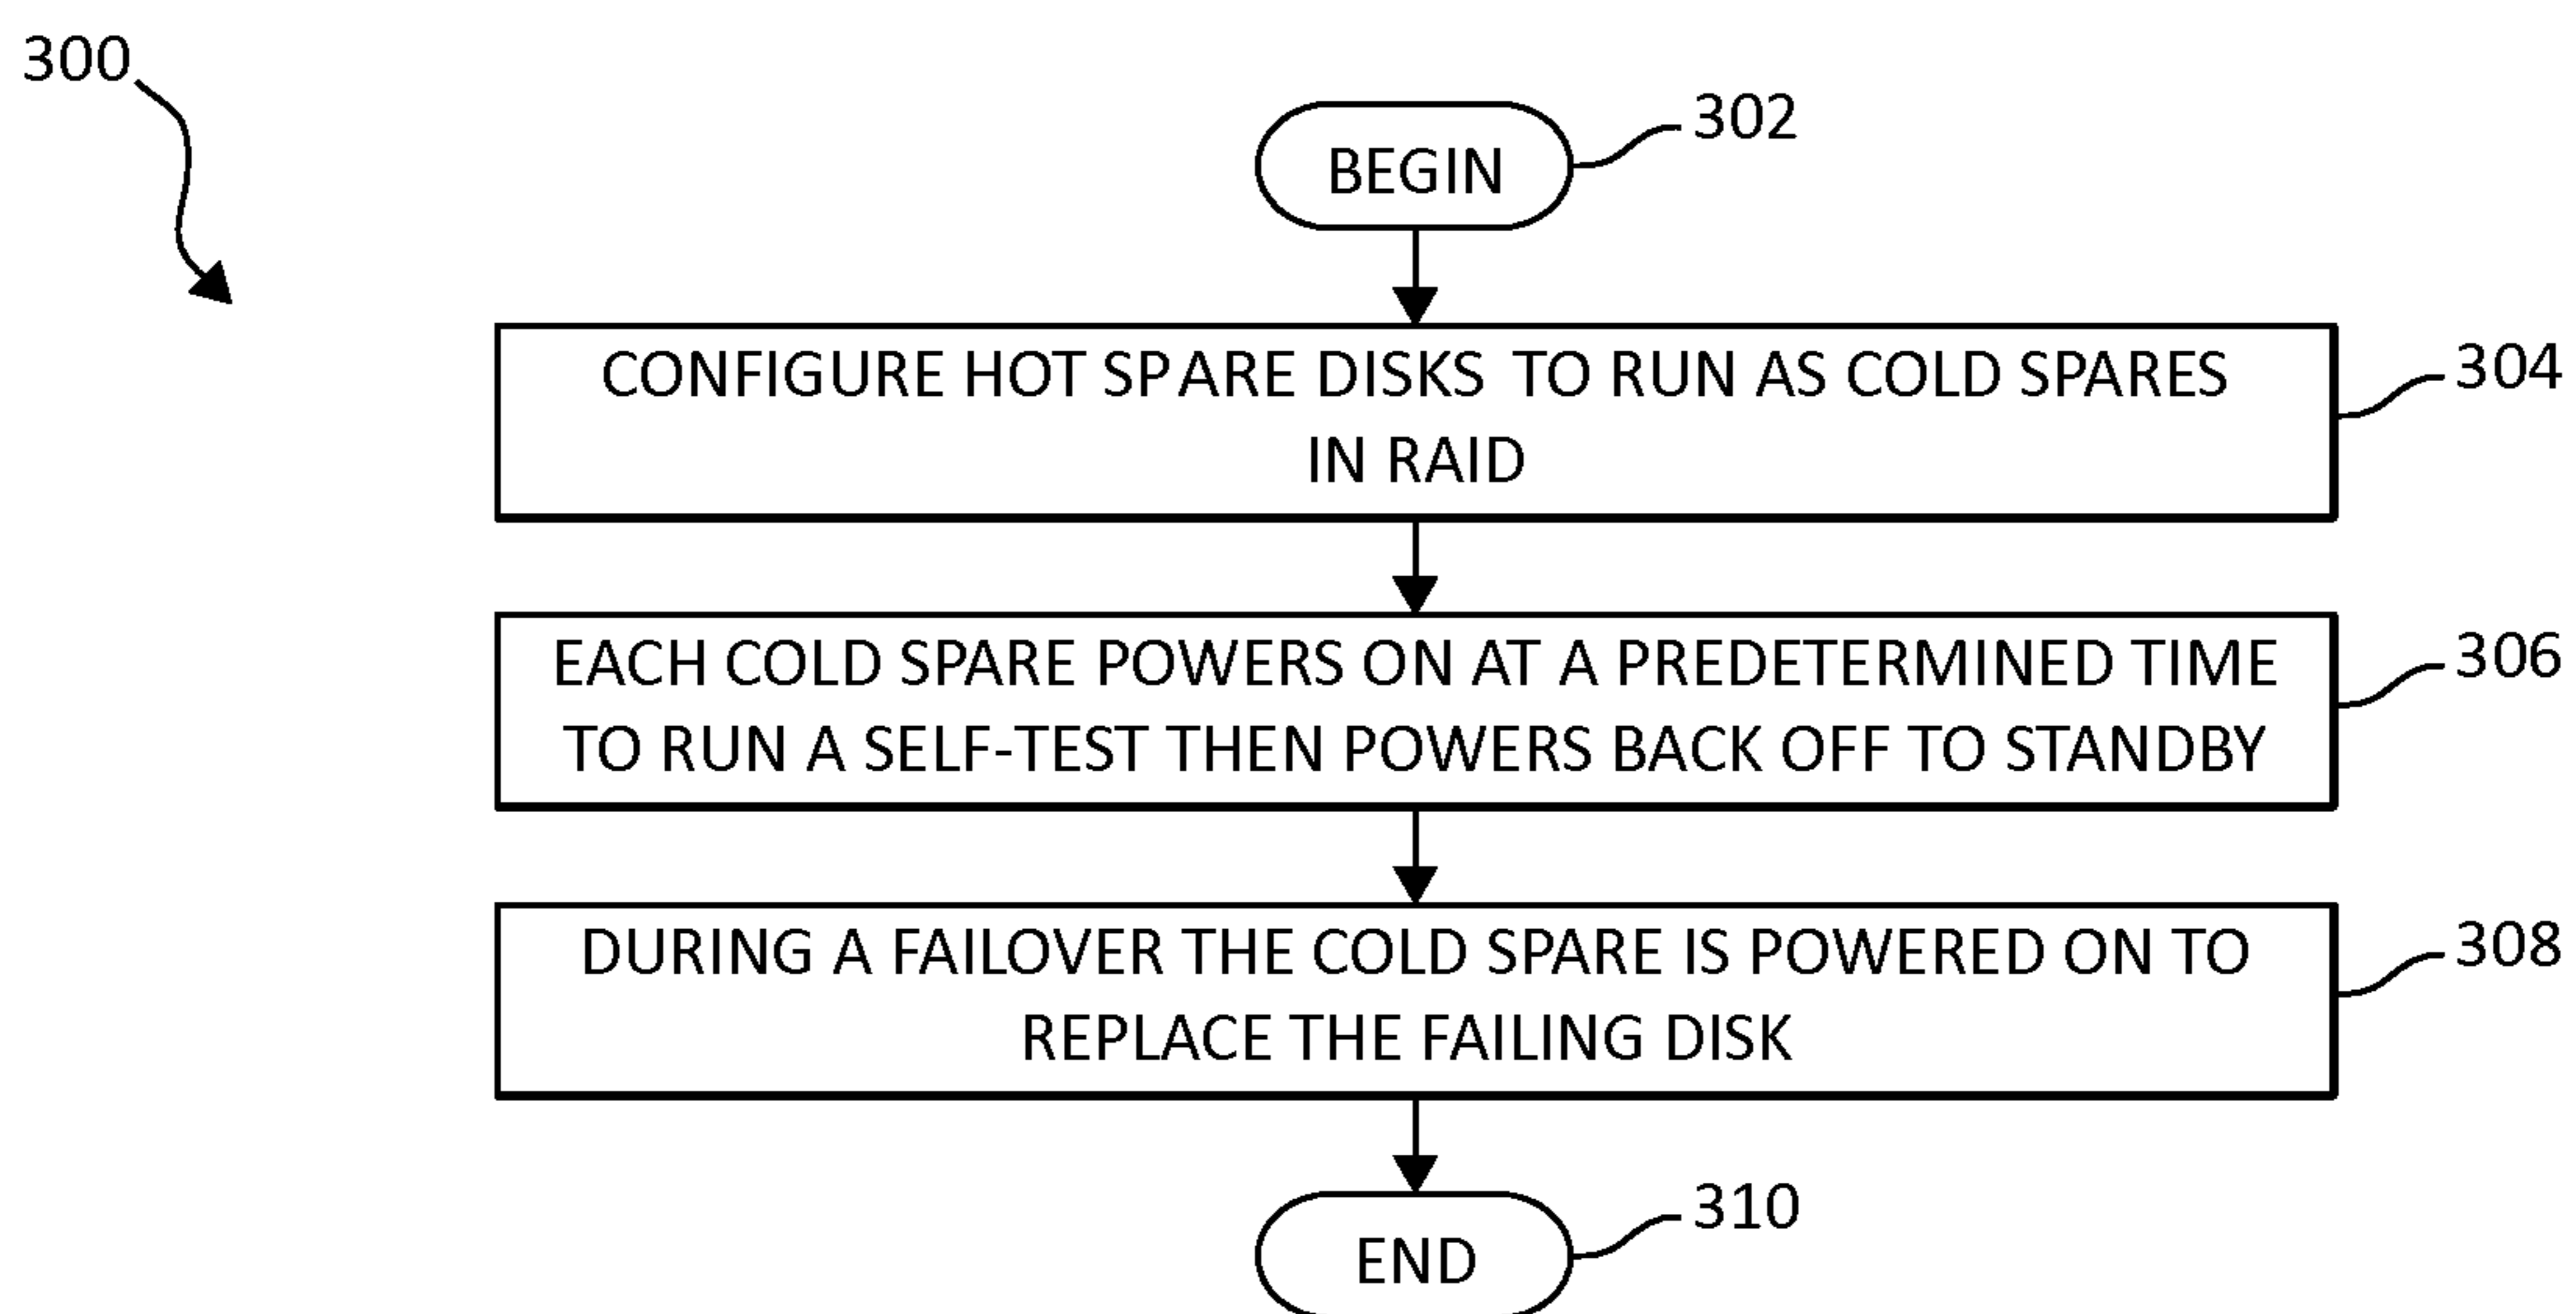 300
BEGIN
302
CONFIGURE HOT SPARE DISKS TO RUN AS COLD SPARES
IN RAID
304
EACH COLD SPARE POWERS ON AT A PREDETERMINED TIME
TO RUN A SELF-TEST THEN POWERS BACK OFF TO STANDBY
306
DURING A FAILOVER THE COLD SPARE IS POWERED ON TO
REPLACE THE FAILING DISK
308
END
310